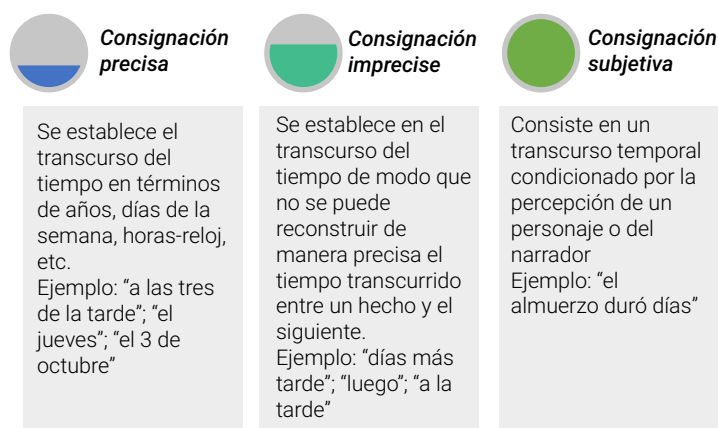 Consignación
precisa
Se establece el
transcurso del
tiempo en términos
de años, días de la
semana, horas-reloj,
etc.
Ejemplo: “a las tres
de la tarde”; “el
jueves”; “el 3 de
octubre”
Consignación
imprecise
Se establece en el
transcurso del
tiempo de modo que
no se puede
reconstruir de
manera precisa el
tiempo transcurrido
entre un hecho y el
siguiente.
Ejemplo: “días más
tarde”; “luego”; “a la
tarde”
Consignación
subjetiva
Consiste en un
transcurso temporal
condicionado por la
percepción de un
personaje o del
narrador
Ejemplo: “el
almuerzo duró días”